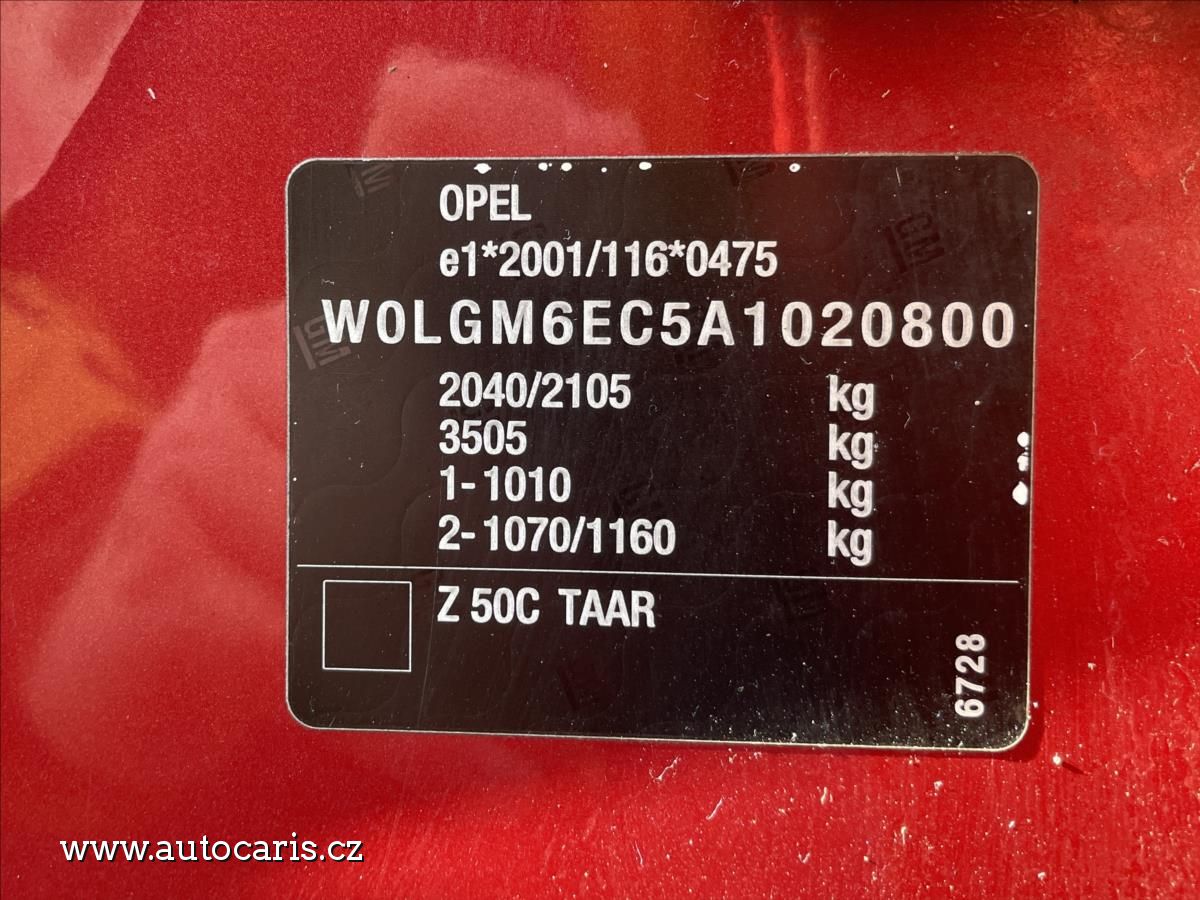 OPEL
e1*2001/116*0475
W0LGM6EC5A1020800
2040/2105 kg
3505 kg
1-1010 kg
2-1070/1160 kg
Z 50C TAAR
6728
www.autocaris.cz